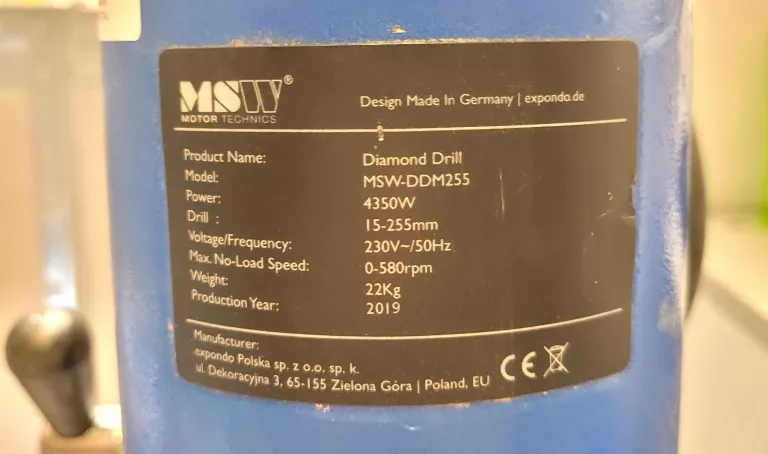 MSW®
MOTOR TECHNICS
Design Made In Germany | expondo.de
Product Name: Diamond Drill
Model: MSW-DDM255
Power: 4350W
Drill : 15-255mm
Voltage/Frequency: 230V~/50Hz
Max. No-Load Speed: 0-580rpm
Weight: 22Kg
Production Year: 2019
Manufacturer:
expondo Polska sp. z o.o. sp. k.
ul. Dekoracyjna 3, 65-155 Zielona Góra | Poland, EU
CE